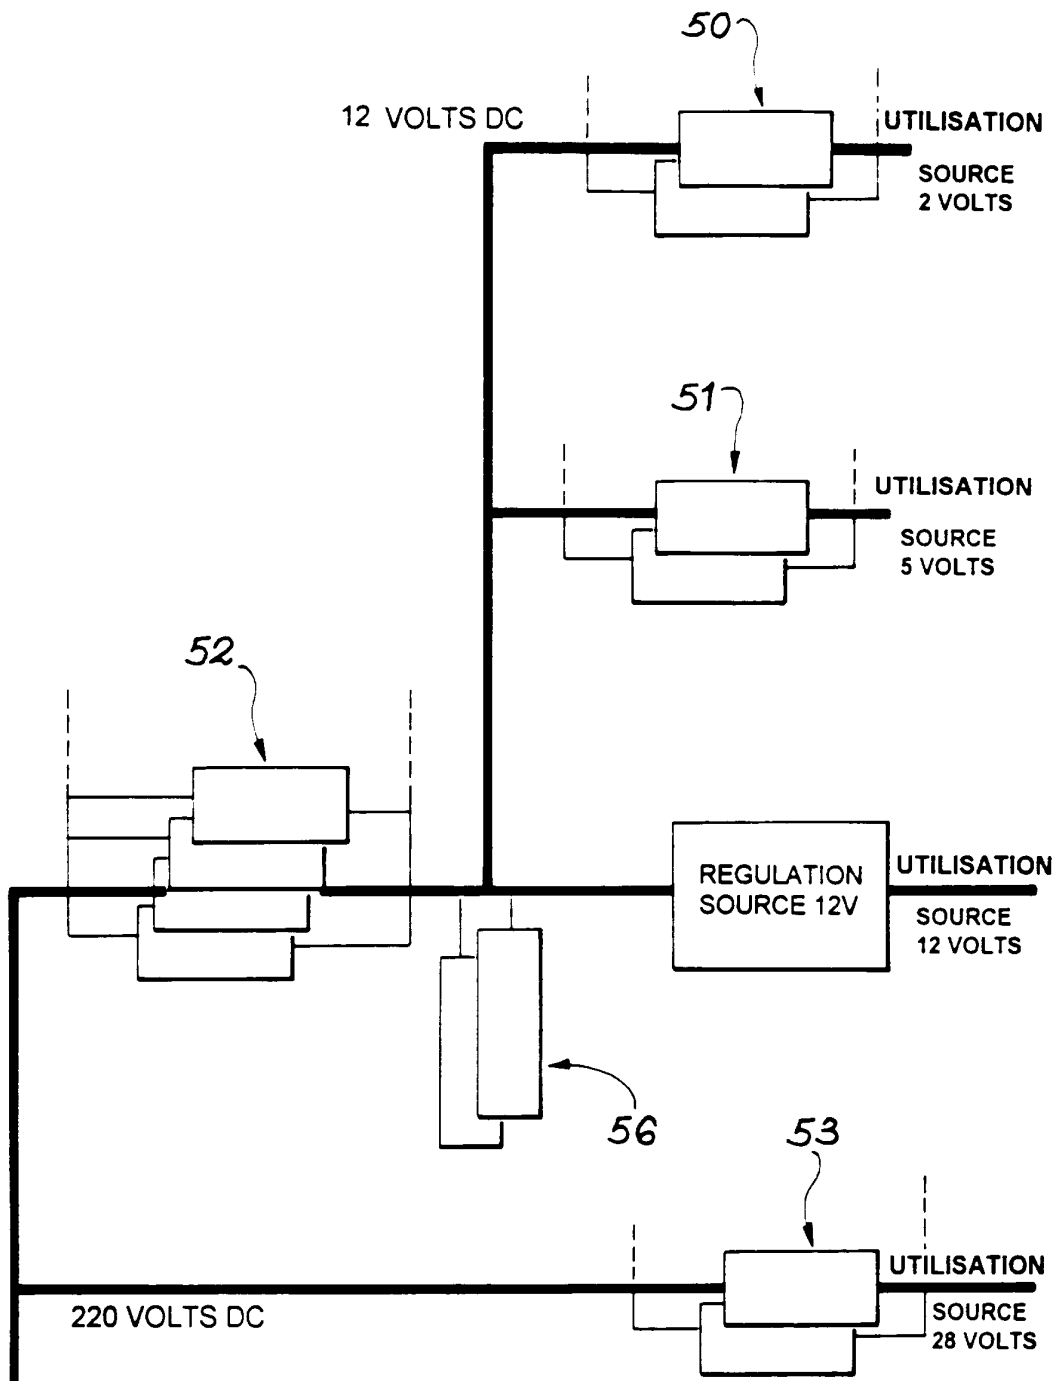 50
12 VOLTS DC
UTILISATION
SOURCE
2 VOLTS
51
UTILISATION
SOURCE
5 VOLTS
52
REGULATION
SOURCE 12V
UTILISATION
SOURCE
12 VOLTS
56
53
UTILISATION
220 VOLTS DC
SOURCE
28 VOLTS